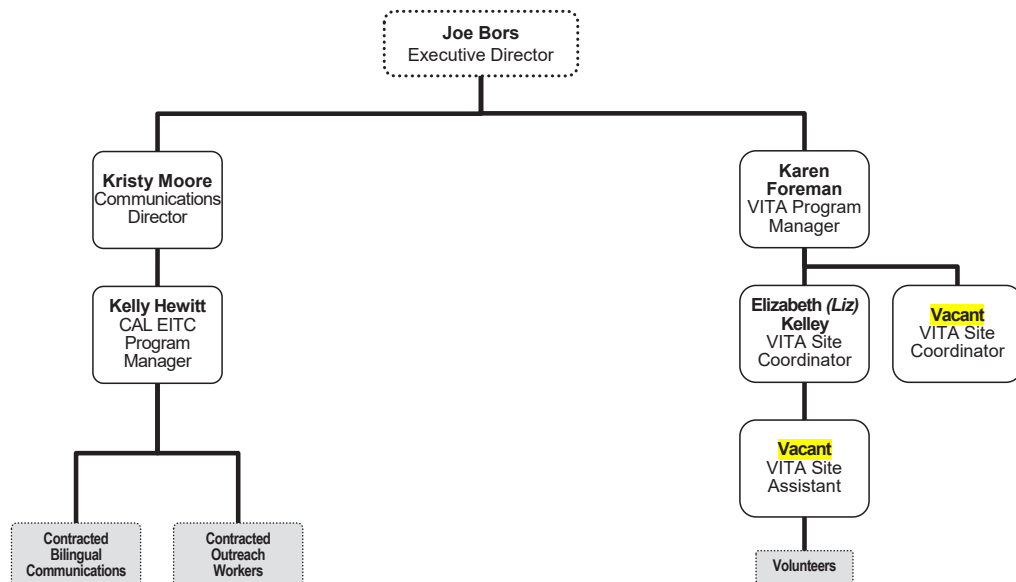 Joe Bors
Executive Director
Kristy Moore
Communications
Director
Karen
Foreman
VITA Program
Manager
Kelly Hewitt
CAL EITC
Program
Manager
Elizabeth (Liz)
Kelley
VITA Site
Coordinator
Vacant
VITA Site
Coordinator
Vacant
VITA Site
Assistant
Contracted
Bilingual
Communications
Contracted
Outreach
Workers
Volunteers